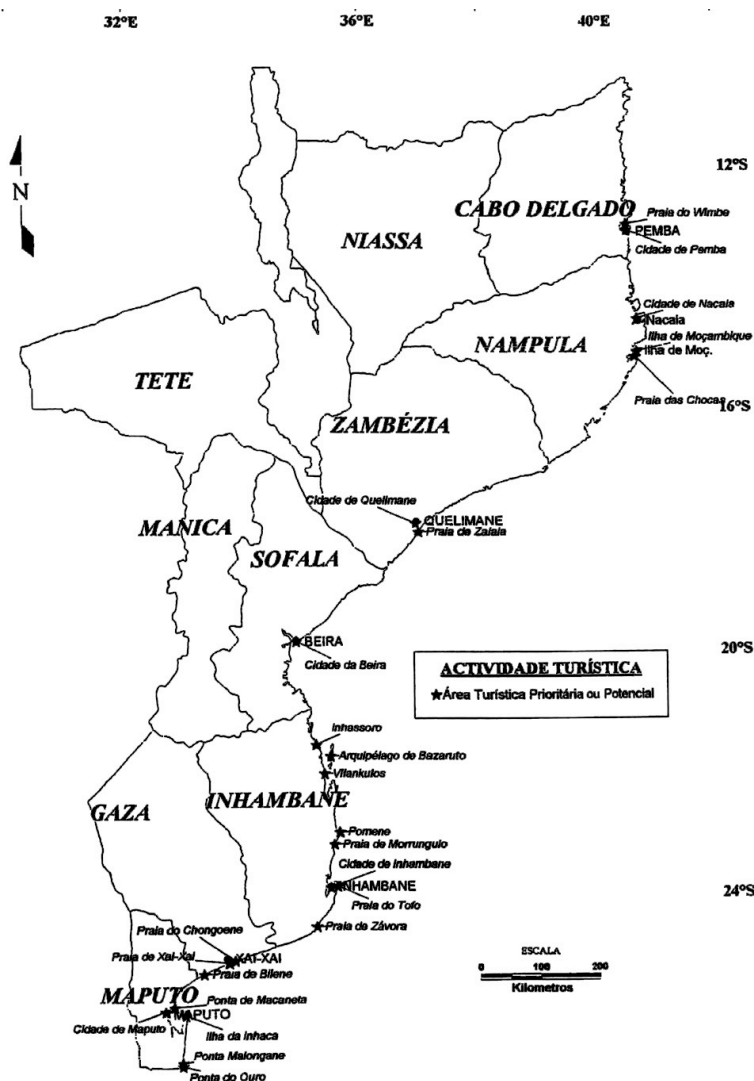 32°E 36°E 40°E
12°S
N
CABO DELGADO
Praia do Wimbe
PEMBA
Cidade de Pemba
NIASSA
Cidade de Nacala
Nacala
Ilha de Moçambique
Ilha de Moç.
NAMPULA
TETE
Praia das Chocas
16°S
ZAMBÉZIA
Cidade de Quelimane
QUELIMANE
Praia de Zalala
MANICA
SOFALA
BEIRA
Cidade da Beira
20°S
ACTIVIDADE TURÍSTICA
Área Turística Prioritária ou Potencial
Inhassoro
Arquipélago de Bazaruto
Vilankulos
INHAMBANE
GAZA
Pomene
Praia de Morrungulo
Cidade de Inhambane
INHAMBANE
Praia do Tofo
24°S
Praia de Závora
Praia do Chongoene
Praia de Xai-Xai
XAI-XAI
Praia de Bilene
ESCALA
0 100 200
Kilometros
MAPUTO
Ponta de Macaneta
MAPUTO
Cidade de Maputo
Ilha da Inhaca
Ponta Malongane
Ponta do Ouro